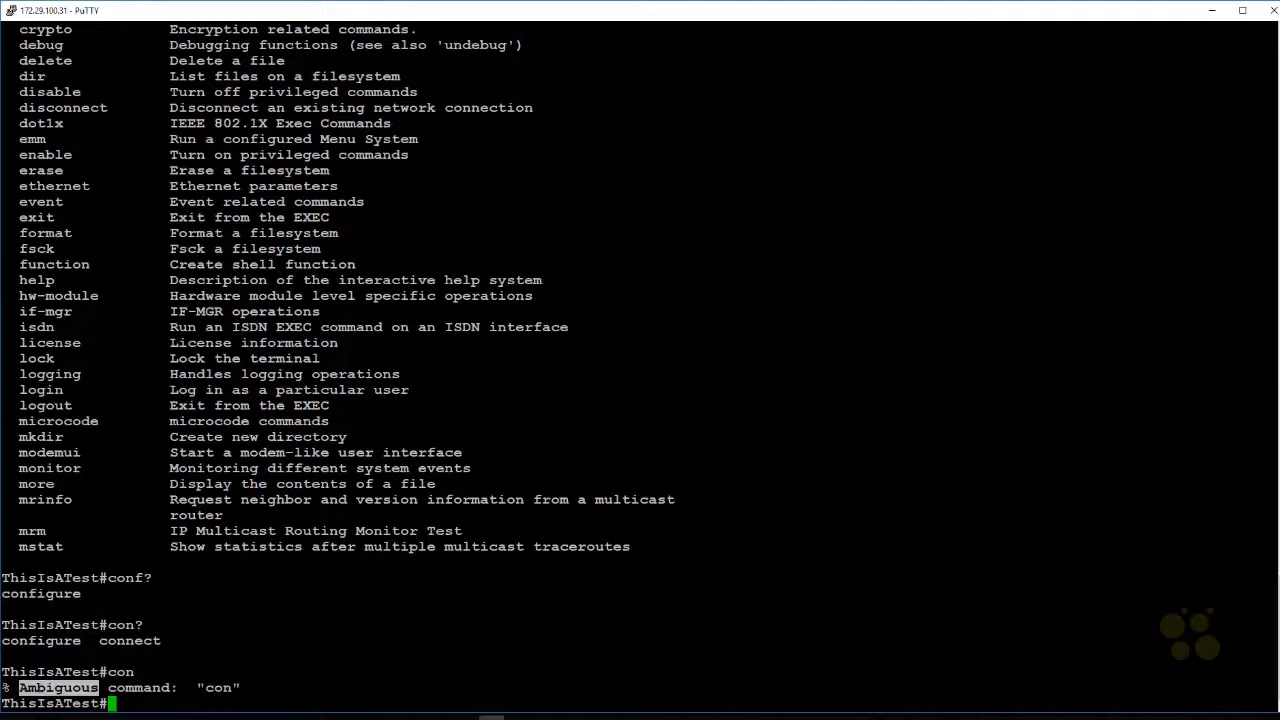 172.29.100.31 - PuTTY
crypto Encryption related commands.
debug Debugging functions (see also 'undebug')
delete Delete a file
dir List files on a filesystem
disable Turn off privileged commands
disconnect Disconnect an existing network connection
dot1x IEEE 802.1X Exec Commands
emm Run a configured Menu System
enable Turn on privileged commands
erase Erase a filesystem
ethernet Ethernet parameters
event Event related commands
exit Exit from the EXEC
format Format a filesystem
fsck Fsck a filesystem
function Create shell function
help Description of the interactive help system
hw-module Hardware module level specific operations
if-mgr IF-MGR operations
isdn Run an ISDN EXEC command on an ISDN interface
license License information
lock Lock the terminal
logging Handles logging operations
login Log in as a particular user
logout Exit from the EXEC
microcode microcode commands
mkdir Create new directory
modemui Start a modem-like user interface
monitor Monitoring different system events
more Display the contents of a file
mrinfo Request neighbor and version information from a multicast
router
mrm IP Multicast Routing Monitor Test
mstat Show statistics after multiple multicast traceroutes
ThisIsATest#conf?
configure
ThisIsATest#con?
configure connect
ThisIsATest#con
% Ambiguous command: "con"
ThisIsATest#